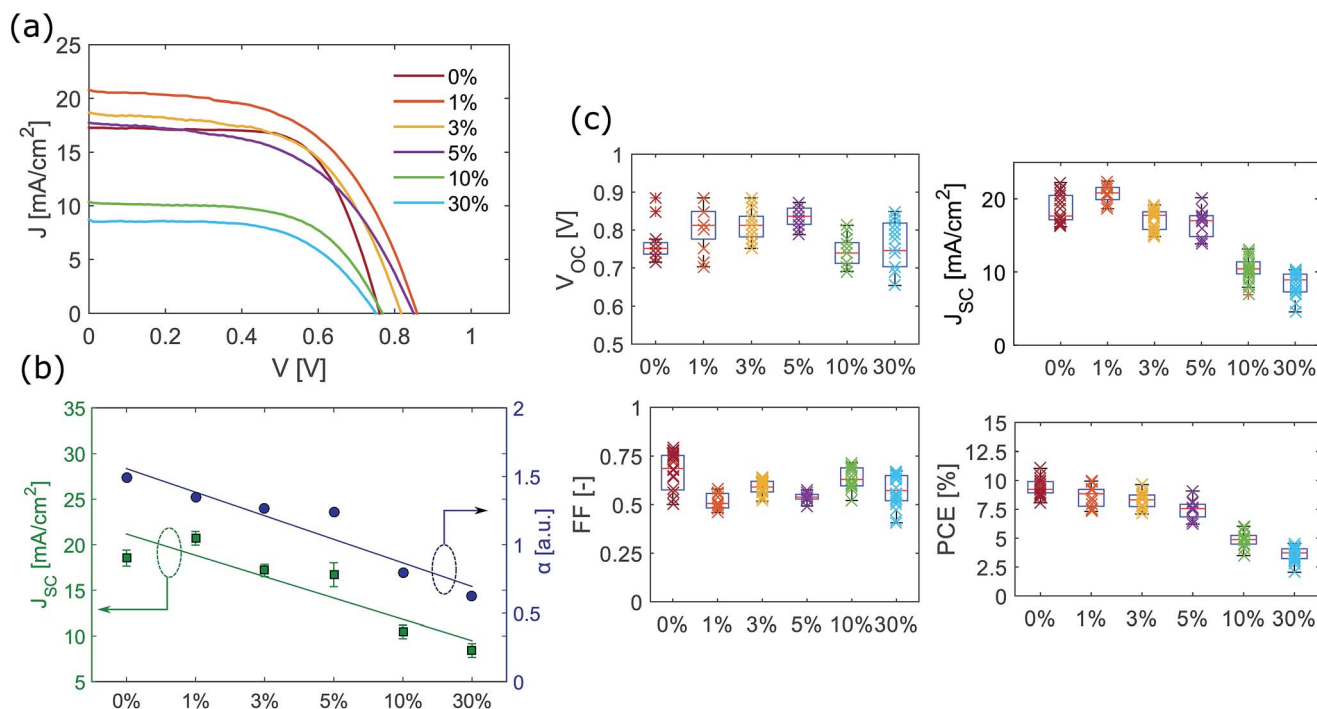 (a)
25
20
15
10
5
0
J [mA/cm²]
0 0.2 0.4 0.6 0.8 1
V [V]
0%
1%
3%
5%
10%
30%
(b)
35
30
25
20
15
10
5
J_SC [mA/cm²]
2
1.5
1
0.5
0
α [a.u.]
0% 1% 3% 5% 10% 30%
(c)
1
0.9
0.8
0.7
0.6
0.5
V_OC [V]
0% 1% 3% 5% 10% 30%
20
10
0
J_SC [mA/cm²]
0% 1% 3% 5% 10% 30%
1
0.75
0.5
0.25
0
FF [-]
0% 1% 3% 5% 10% 30%
15
12.5
10
7.5
5
2.5
0
PCE [%]
0% 1% 3% 5% 10% 30%